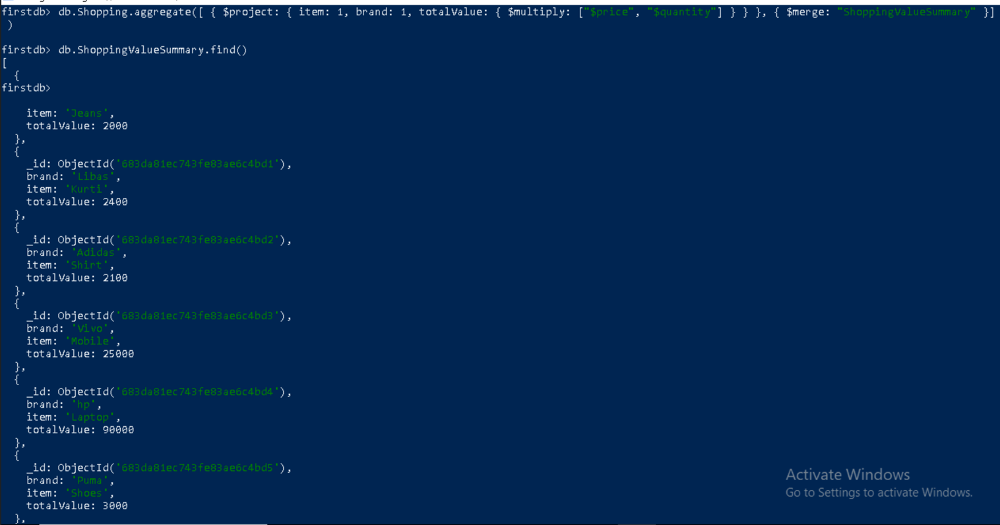 firstdb> db.Shopping.aggregate([ { $project: { item: 1, brand: 1, totalValue: { $multiply: ["$price", "$quantity"] } } }, { $merge: "ShoppingValueSummary" }]
)
firstdb> db.ShoppingValueSummary.find()
[
{
firstdb>
item: 'Jeans',
totalValue: 2000
},
{
_id: ObjectId('683da81ec743fe83ae6c4bd1'),
brand: 'Libas',
item: 'Kurti',
totalValue: 2400
},
{
_id: ObjectId('683da81ec743fe83ae6c4bd2'),
brand: 'Adidas',
item: 'Shirt',
totalValue: 2100
},
{
_id: ObjectId('683da81ec743fe83ae6c4bd3'),
brand: 'Vivo',
item: 'Mobile',
totalValue: 25000
},
{
_id: ObjectId('683da81ec743fe83ae6c4bd4'),
brand: 'hp',
item: 'Laptop',
totalValue: 90000
},
{
_id: ObjectId('683da81ec743fe83ae6c4bd5'),
brand: 'Puma',
item: 'Shoes',
totalValue: 3000
},
Activate Windows
Go to Settings to activate Windows.